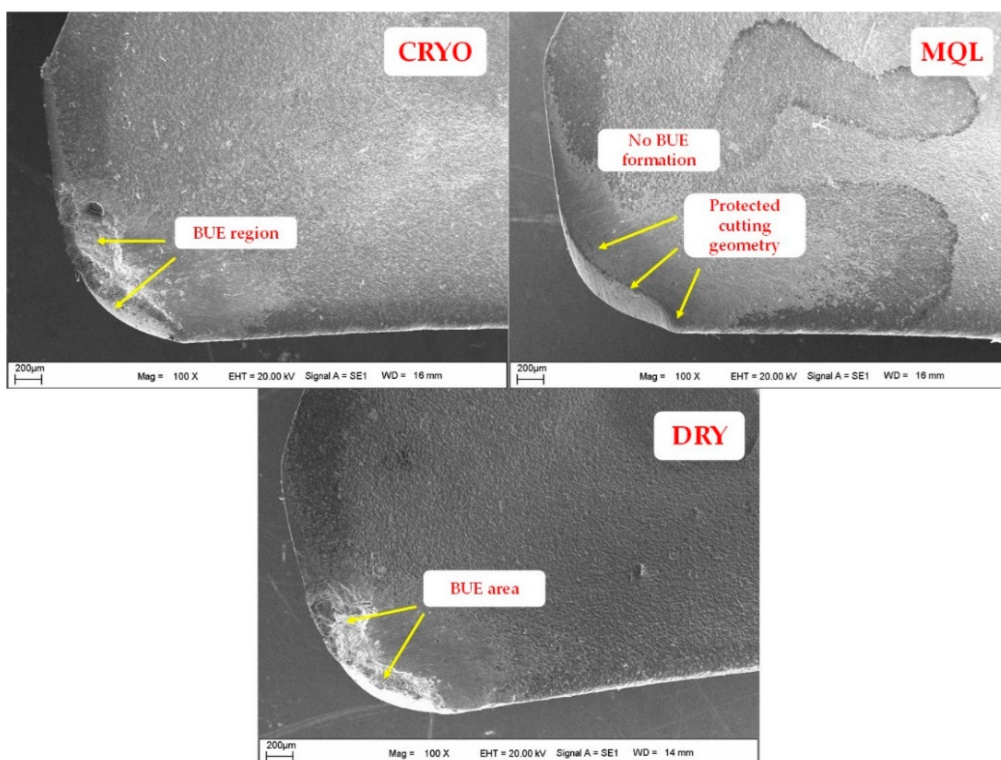 CRYO
BUE region
200µm
Mag = 100 X EHT = 20.00 kV Signal A = SE1 WD = 16 mm
MQL
No BUE
formation
Protected
cutting
geometry
200µm
Mag = 100 X EHT = 20.00 kV Signal A = SE1 WD = 16 mm
DRY
BUE area
200µm
Mag = 100 X EHT = 20.00 kV Signal A = SE1 WD = 14 mm